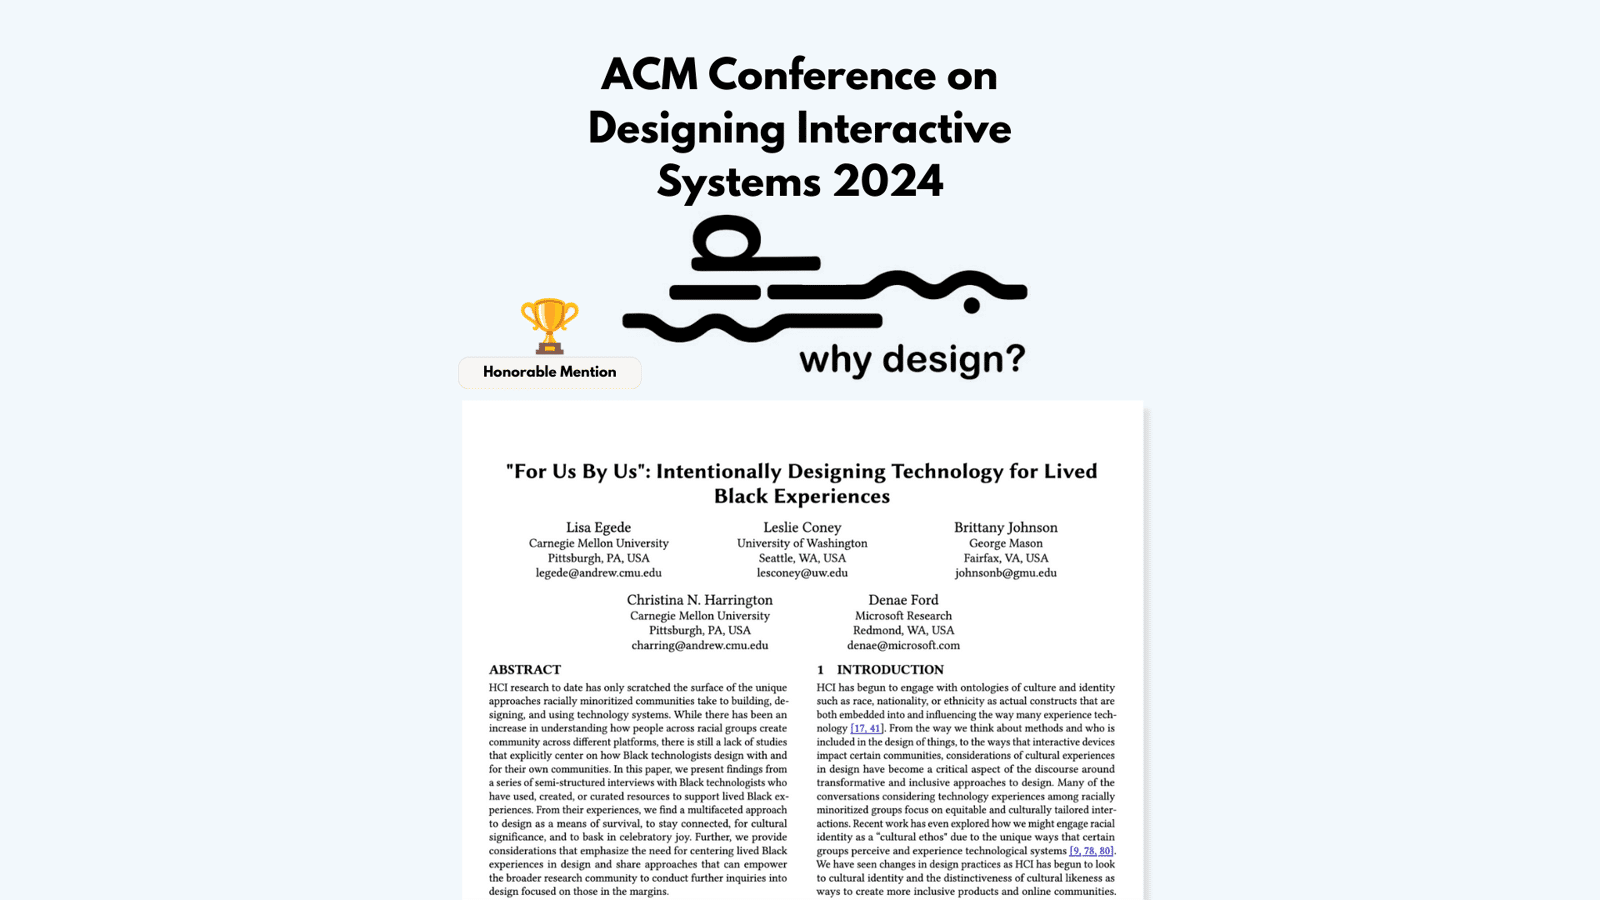 ACM Conference on
Designing Interactive
Systems 2024
why design?
Honorable Mention
"For Us By Us": Intentionally Designing Technology for Lived
Black Experiences
Lisa Egede
Carnegie Mellon University
Pittsburgh, PA, USA
legede@andrew.cmu.edu
Leslie Coney
University of Washington
Seattle, WA, USA
lesconey@uw.edu
Brittany Johnson
George Mason
Fairfax, VA, USA
johnsonb@gmu.edu
Christina N. Harrington
Carnegie Mellon University
Pittsburgh, PA, USA
charring@andrew.cmu.edu
Denae Ford
Microsoft Research
Redmond, WA, USA
denae@microsoft.com
ABSTRACT
HCI research to date has only scratched the surface of the unique
approaches racially minoritized communities take to building, de-
signing, and using technology systems. While there has been an
increase in understanding how people across racial groups create
community across different platforms, there is still a lack of studies
that explicitly center on how Black technologists design with and
for their own communities. In this paper, we present findings from
a series of semi-structured interviews with Black technologists who
have used, created, or curated resources to support lived Black ex-
periences. From their experiences, we find a multifaceted approach
to design as a means of survival, to stay connected, for cultural
significance, and to bask in celebratory joy. Further, we provide
considerations that emphasize the need for centering lived Black
experiences in design and share approaches that can empower
the broader research community to conduct further inquiries into
design focused on those in the margins.
1 INTRODUCTION
HCI has begun to engage with ontologies of culture and identity
such as race, nationality, or ethnicity as actual constructs that are
both embedded into and influencing the way many experience tech-
nology [17, 41]. From the way we think about methods and who is
included in the design of things, to the ways that interactive devices
impact certain communities, considerations of cultural experiences
in design have become a critical aspect of the discourse around
transformative and inclusive approaches to design. Many of the
conversations considering technology experiences among racially
minoritized groups focus on equitable and culturally tailored inter-
actions. Recent work has even explored how we might engage racial
identity as a "cultural ethos" due to the unique ways that certain
groups perceive and experience technological systems [9, 78, 80].
We have seen changes in design practices as HCI has begun to look
to cultural identity and the distinctiveness of cultural likeness as
ways to create more inclusive products and online communities.